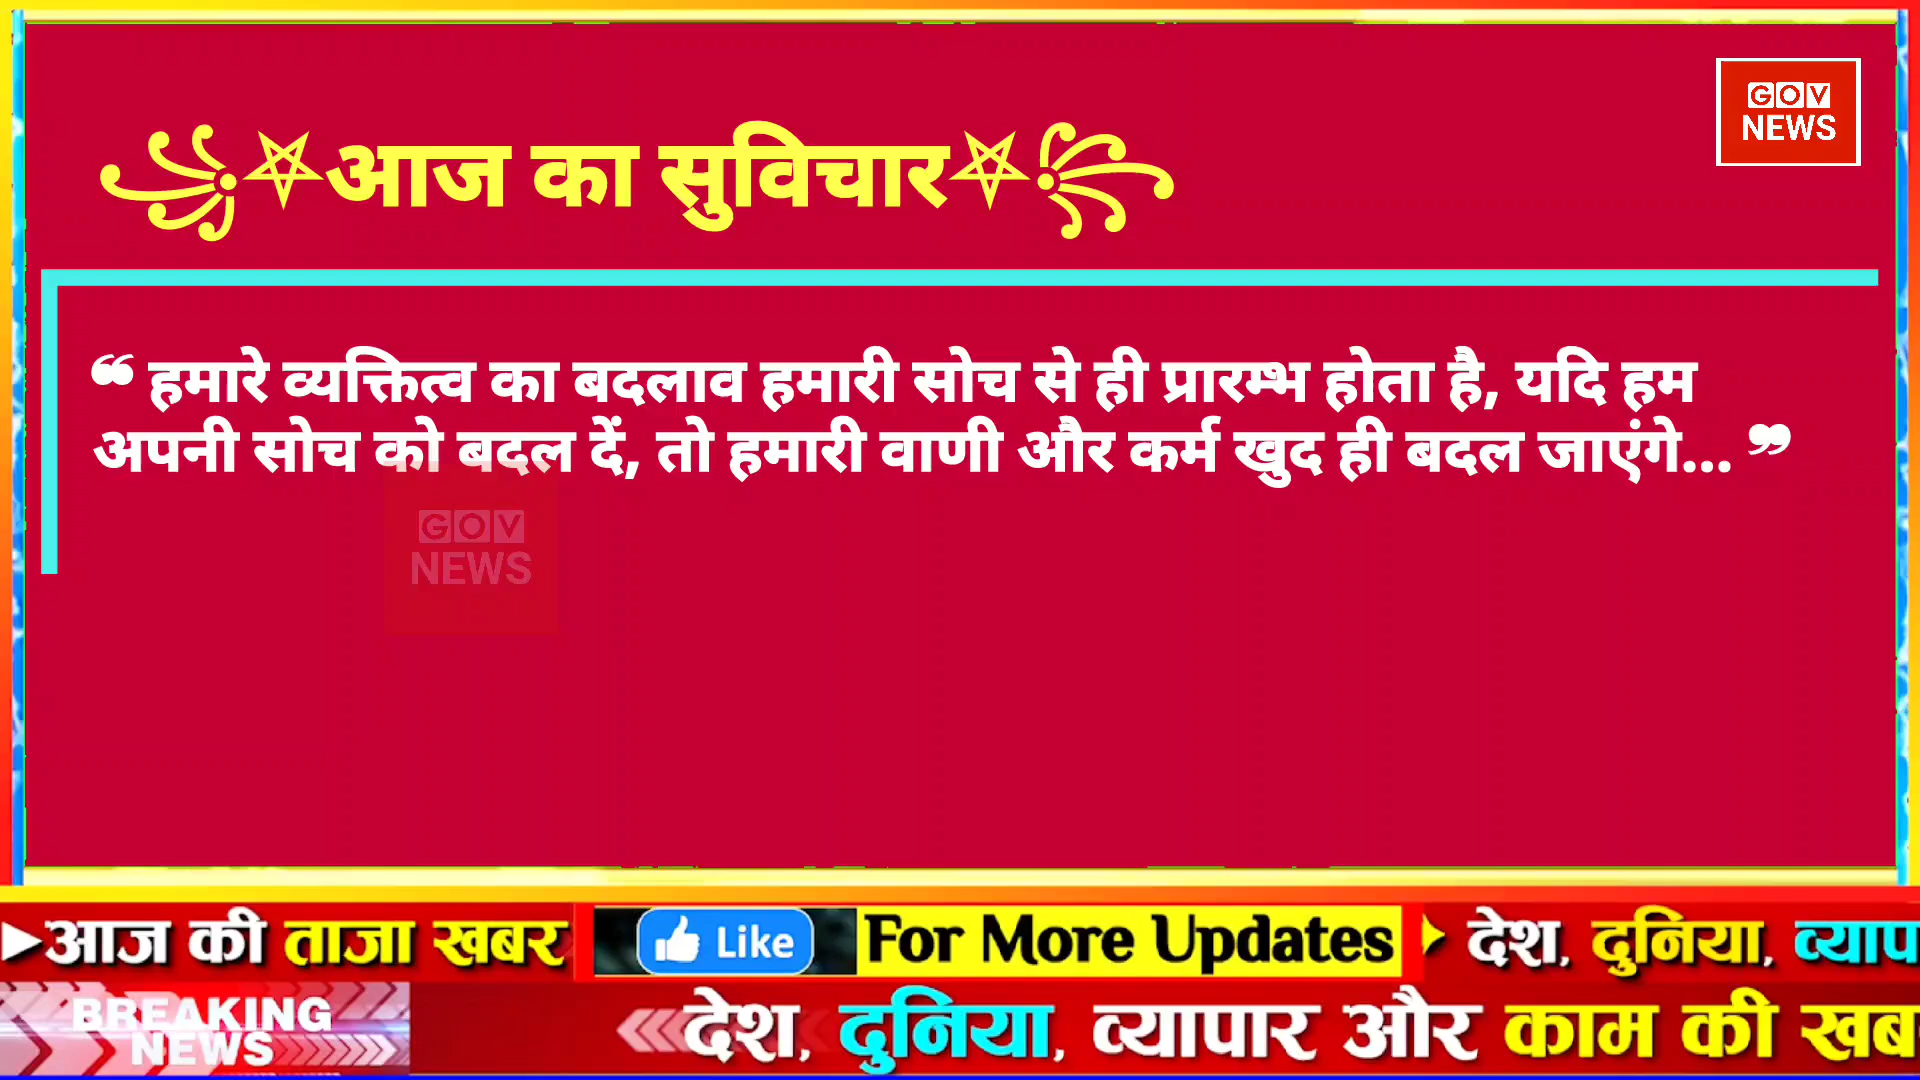 GOV
NEWS
आज का सुविचार
❝ हमारे व्यक्तित्व का बदलाव हमारी सोच से ही प्रारम्भ होता है, यदि हम
अपनी सोच को बदल दें, तो हमारी वाणी और कर्म खुद ही बदल जाएंगे... ❞
GOV
NEWS
आज की ताजा खबर
Like
For More Updates
देश, दुनिया,
BREAKING
NEWS
देश, दुनिया, व्यापार और काम की